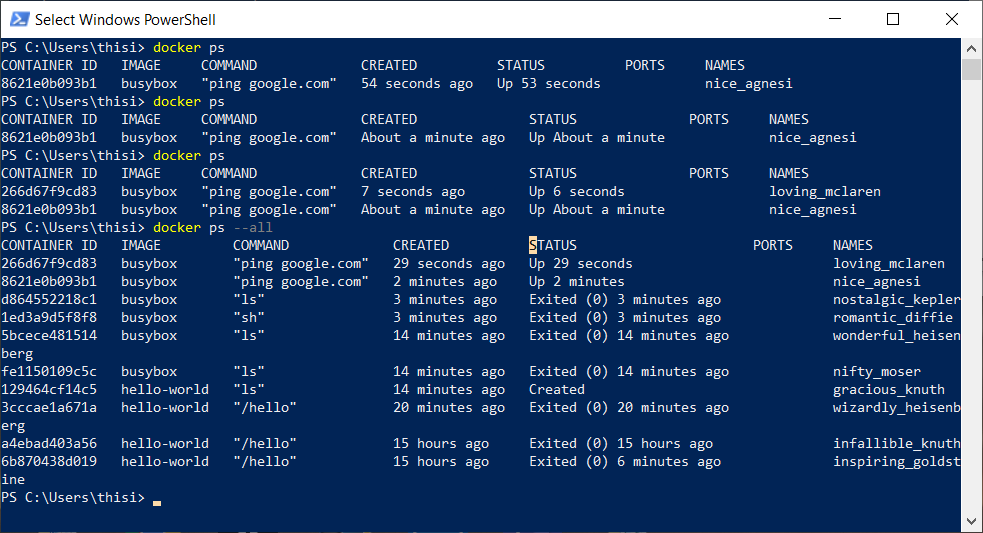 Select Windows PowerShell
PS C:\Users\thisi> docker ps
CONTAINER ID   IMAGE     COMMAND             CREATED          STATUS          PORTS     NAMES
8621e0b093b1   busybox   "ping google.com"   54 seconds ago   Up 53 seconds             nice_agnesi
PS C:\Users\thisi> docker ps
CONTAINER ID   IMAGE     COMMAND             CREATED              STATUS              PORTS     NAMES
8621e0b093b1   busybox   "ping google.com"   About a minute ago   Up About a minute             nice_agnesi
PS C:\Users\thisi> docker ps
CONTAINER ID   IMAGE     COMMAND             CREATED              STATUS              PORTS     NAMES
266d67f9cd83   busybox   "ping google.com"   7 seconds ago        Up 6 seconds                  loving_mclaren
8621e0b093b1   busybox   "ping google.com"   About a minute ago   Up About a minute             nice_agnesi
PS C:\Users\thisi> docker ps --all
CONTAINER ID   IMAGE         COMMAND             CREATED          STATUS                      PORTS     NAMES
266d67f9cd83   busybox       "ping google.com"   29 seconds ago   Up 29 seconds                         loving_mclaren
8621e0b093b1   busybox       "ping google.com"   2 minutes ago    Up 2 minutes                          nice_agnesi
d864552218c1   busybox       "ls"                3 minutes ago    Exited (0) 3 minutes ago              nostalgic_kepler
1ed3a9d5f8f8   busybox       "sh"                3 minutes ago    Exited (0) 3 minutes ago              romantic_diffie
5bcece481514   busybox       "ls"                14 minutes ago   Exited (0) 14 minutes ago             wonderful_heisen
berg
fe1150109c5c   busybox       "ls"                14 minutes ago   Exited (0) 14 minutes ago             nifty_moser
129464cf14c5   hello-world   "ls"                14 minutes ago   Created                               gracious_knuth
3cccae1a671a   hello-world   "/hello"            20 minutes ago   Exited (0) 20 minutes ago             wizardly_heisenb
erg
a4ebad403a56   hello-world   "/hello"            15 hours ago     Exited (0) 15 hours ago               infallible_knuth
6b870438d019   hello-world   "/hello"            15 hours ago     Exited (0) 6 minutes ago              inspiring_goldst
ine
PS C:\Users\thisi>